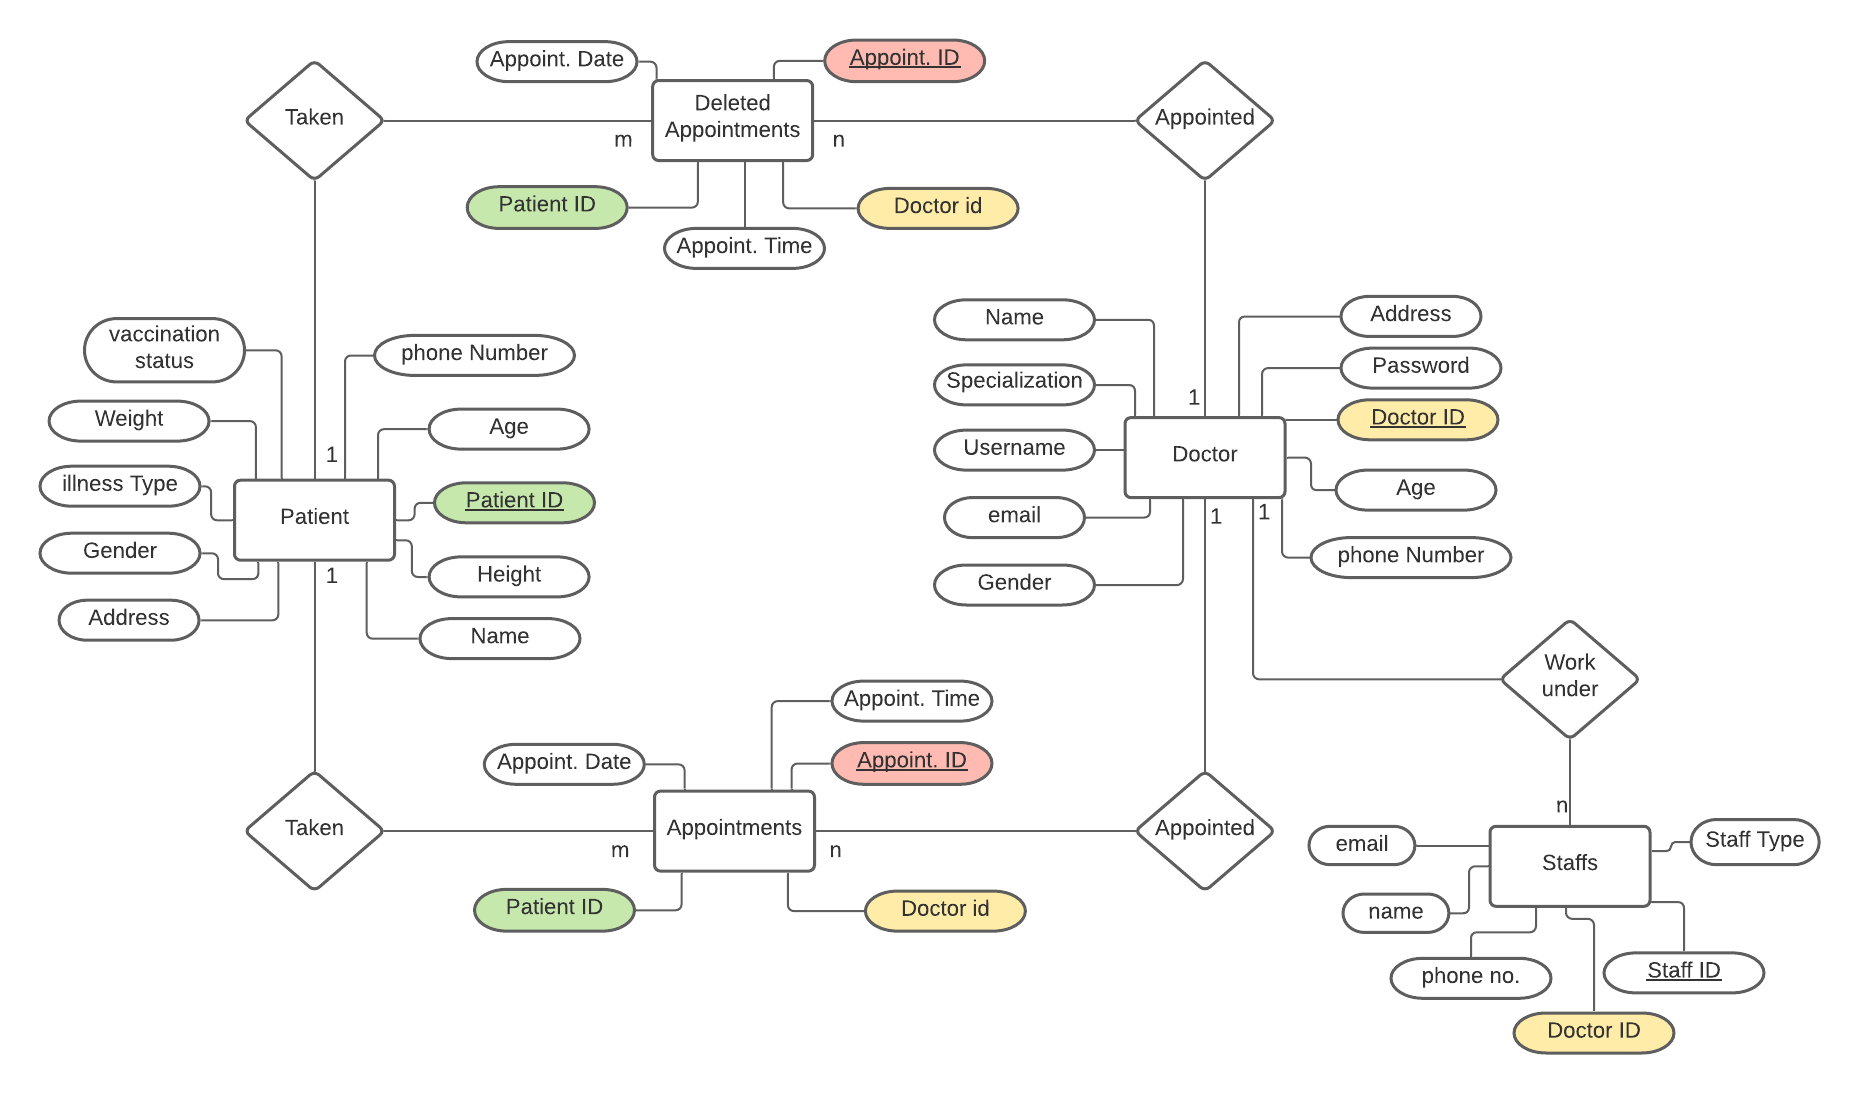 Appoint. Date
Appoint. ID
Taken
Deleted
Appointments
Appointed
m
n
Patient ID
Doctor id
Appoint. Time
vaccination
status
phone Number
Weight
Age
illness Type
1
Patient ID
Patient
Gender
Height
1
Address
Name
Name
Address
Specialization
Password
1
Doctor ID
Username
Doctor
Age
email
1
1
phone Number
Gender
Work
under
Appoint. Time
Appoint. Date
Appoint. ID
Taken
Appointments
Appointed
m
n
Patient ID
Doctor id
n
email
Staffs
Staff Type
name
phone no.
Staff ID
Doctor ID